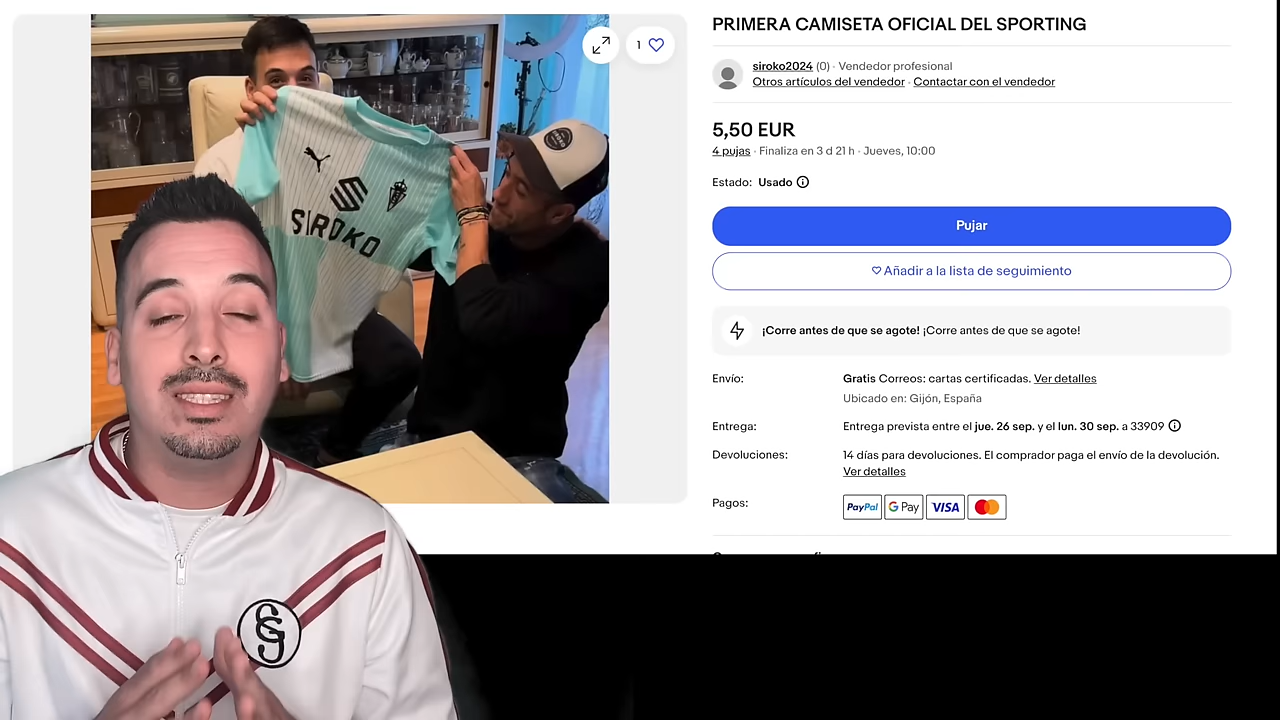 PRIMERA CAMISETA OFICIAL DEL SPORTING
siroko2024 (0) · Vendedor profesional
Otros artículos del vendedor · Contactar con el vendedor
1
5,50 EUR
4 pujas · Finaliza en 3 d 21 h · Jueves, 10:00
Estado: Usado
Pujar
Añadir a la lista de seguimiento
¡Corre antes de que se agote! ¡Corre antes de que se agote!
Envío: Gratis Correos: cartas certificadas. Ver detalles
Ubicado en: Gijón, España
Entrega: Entrega prevista entre el jue. 26 sep. y el lun. 30 sep. a 33909
Devoluciones: 14 días para devoluciones. El comprador paga el envío de la devolución.
Ver detalles
Pagos: PayPal G Pay VISA
SIROKO